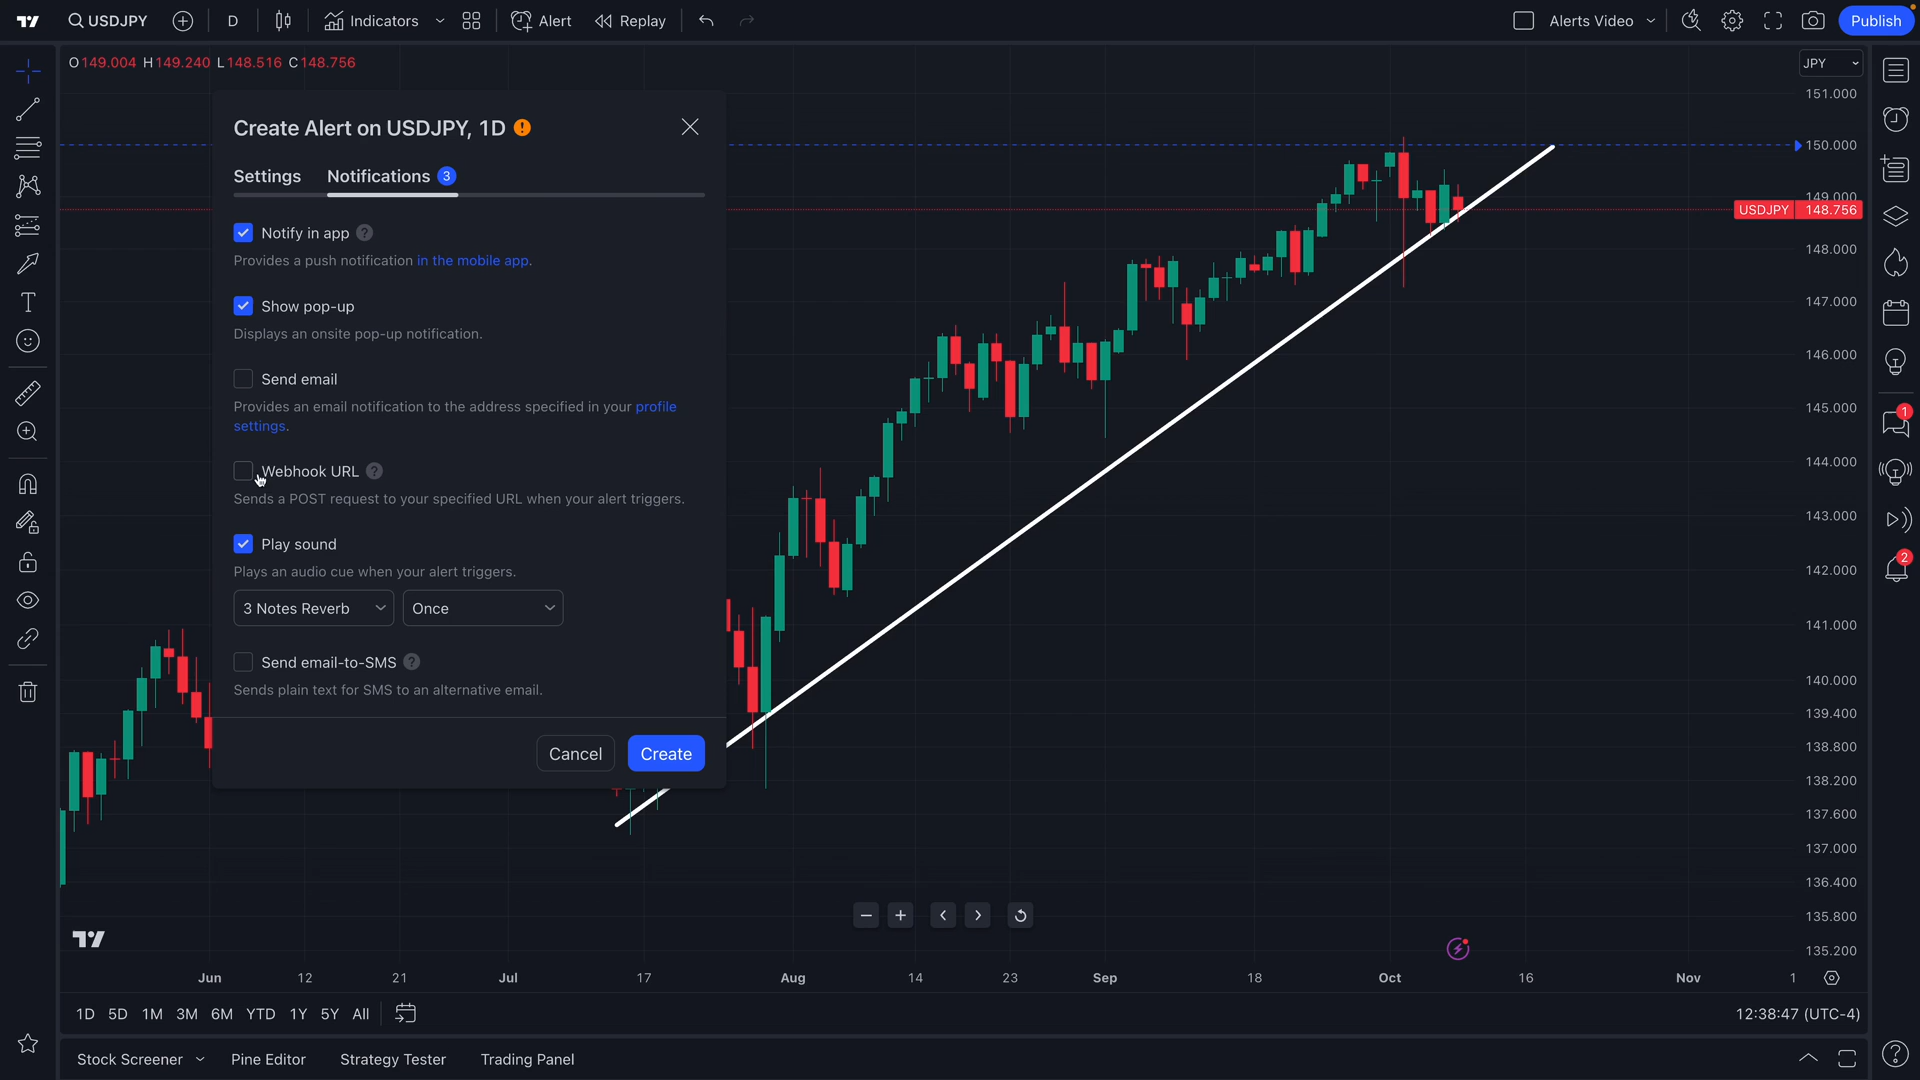 USDJPY
D
Indicators
Alert
Replay
Alerts Video
Publish
O149.004 H149.240 L148.516 C148.756
JPY
151.000
150.000
149.000
USDJPY 148.756
148.000
147.000
146.000
145.000
144.000
143.000
142.000
141.000
140.000
139.400
138.800
138.200
137.600
137.000
136.400
135.800
135.200
Create Alert on USDJPY, 1D
Settings
Notifications 3
Notify in app ?
Provides a push notification in the mobile app.
Show pop-up
Displays an onsite pop-up notification.
Send email
Provides an email notification to the address specified in your profile
settings.
Webhook URL ?
Sends a POST request to your specified URL when your alert triggers.
Play sound
Plays an audio cue when your alert triggers.
3 Notes Reverb
Once
Send email-to-SMS ?
Sends plain text for SMS to an alternative email.
Cancel
Create
1
2
Jun 12 21 Jul 17 Aug 14 23 Sep 18 Oct 16 Nov 1
1D 5D 1M 3M 6M YTD 1Y 5Y All
12:38:47 (UTC-4)
Stock Screener
Pine Editor
Strategy Tester
Trading Panel